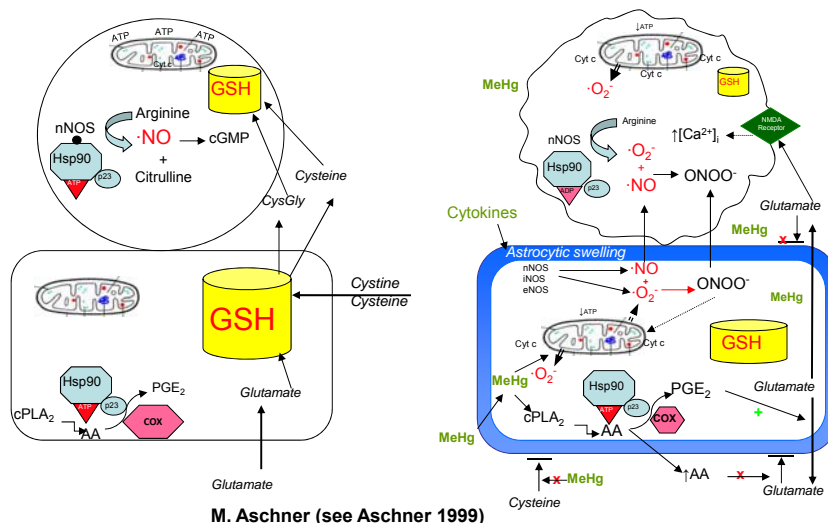 ATP
ATP
ATP
Cyt c
GSH
Arginine
nNOS
·NO
cGMP
+
Citrulline
Hsp90
ATP
p23
Cysteine
CysGly
GSH
Cystine
Cysteine
Hsp90
ATP
p23
PGE2
cPLA2
AA
COX
Glutamate
Glutamate
↓ATP
Cyt c
Cyt c
Cyt c
MeHg
·O2-
GSH
NMDA
Receptor
Arginine
nNOS
↑[Ca2+]i
·O2-
+
·NO
ONOO-
Hsp90
ADP
p23
Glutamate
MeHg
x
Cytokines
Astrocytic swelling
nNOS
iNOS
eNOS
·NO
+
·O2-
ONOO-
MeHg
↓ATP
Cyt c
Cyt c
GSH
MeHg
·O2-
Hsp90
ATP
p23
PGE2
COX
Glutamate
+
cPLA2
AA
MeHg
↑AA
x
Glutamate
x
MeHg
Cysteine
M. Aschner (see Aschner 1999)